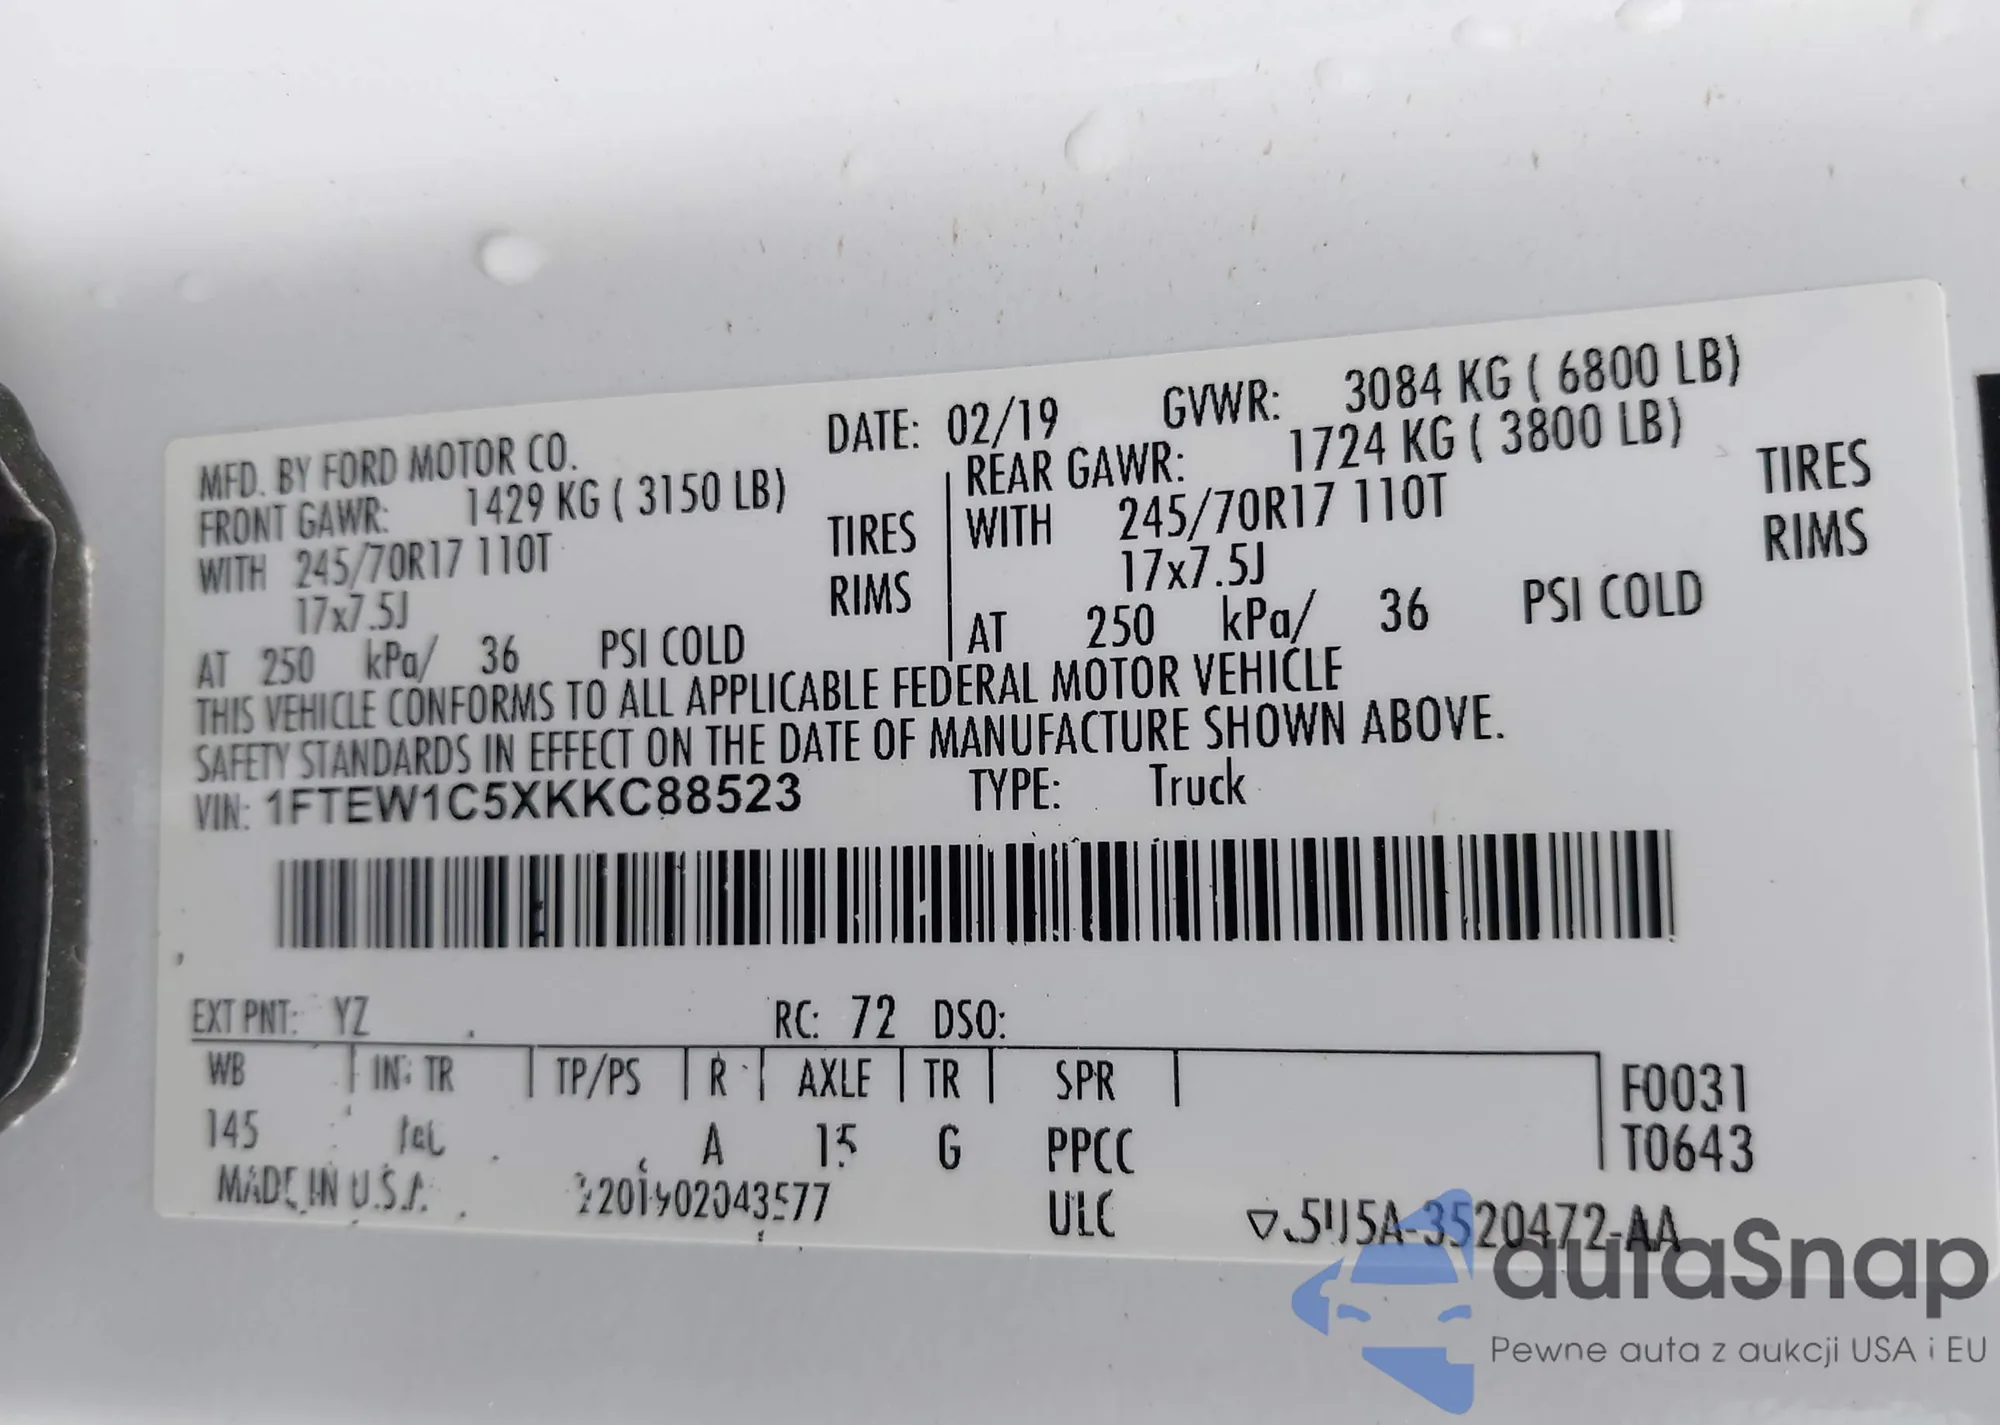 MFD. BY FORD MOTOR CO. DATE: 02/19 GVWR: 3084 KG ( 6800 LB)
FRONT GAWR: 1429 KG ( 3150 LB) REAR GAWR: 1724 KG ( 3800 LB)
WITH 245/70R17 110T TIRES WITH 245/70R17 110T TIRES
17x7.5J RIMS 17x7.5J RIMS
AT 250 kPa/ 36 PSI COLD AT 250 kPa/ 36 PSI COLD
THIS VEHICLE CONFORMS TO ALL APPLICABLE FEDERAL MOTOR VEHICLE
SAFETY STANDARDS IN EFFECT ON THE DATE OF MANUFACTURE SHOWN ABOVE.
VIN: 1FTEW1C5XKKC88523 TYPE: Truck
EXT PNT: YZ RC: 72 DSO:
WB TR TP/PS R AXLE TR SPR F0031
145 A 15 G PPCC T0643
MADE IN U.S.A. ULC
autaSnap
Pewne auta z aukcji USA i EU